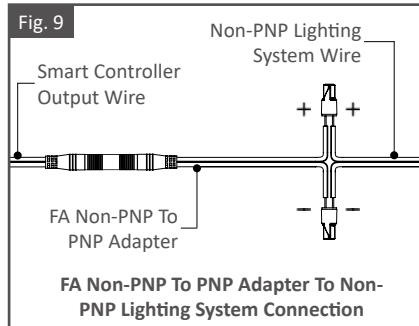 Fig. 9
Non-PNP Lighting
System Wire
Smart Controller
Output Wire
+ +
FA Non-PNP To
PNP Adapter
– –
FA Non-PNP To PNP Adapter To Non-
PNP Lighting System Connection